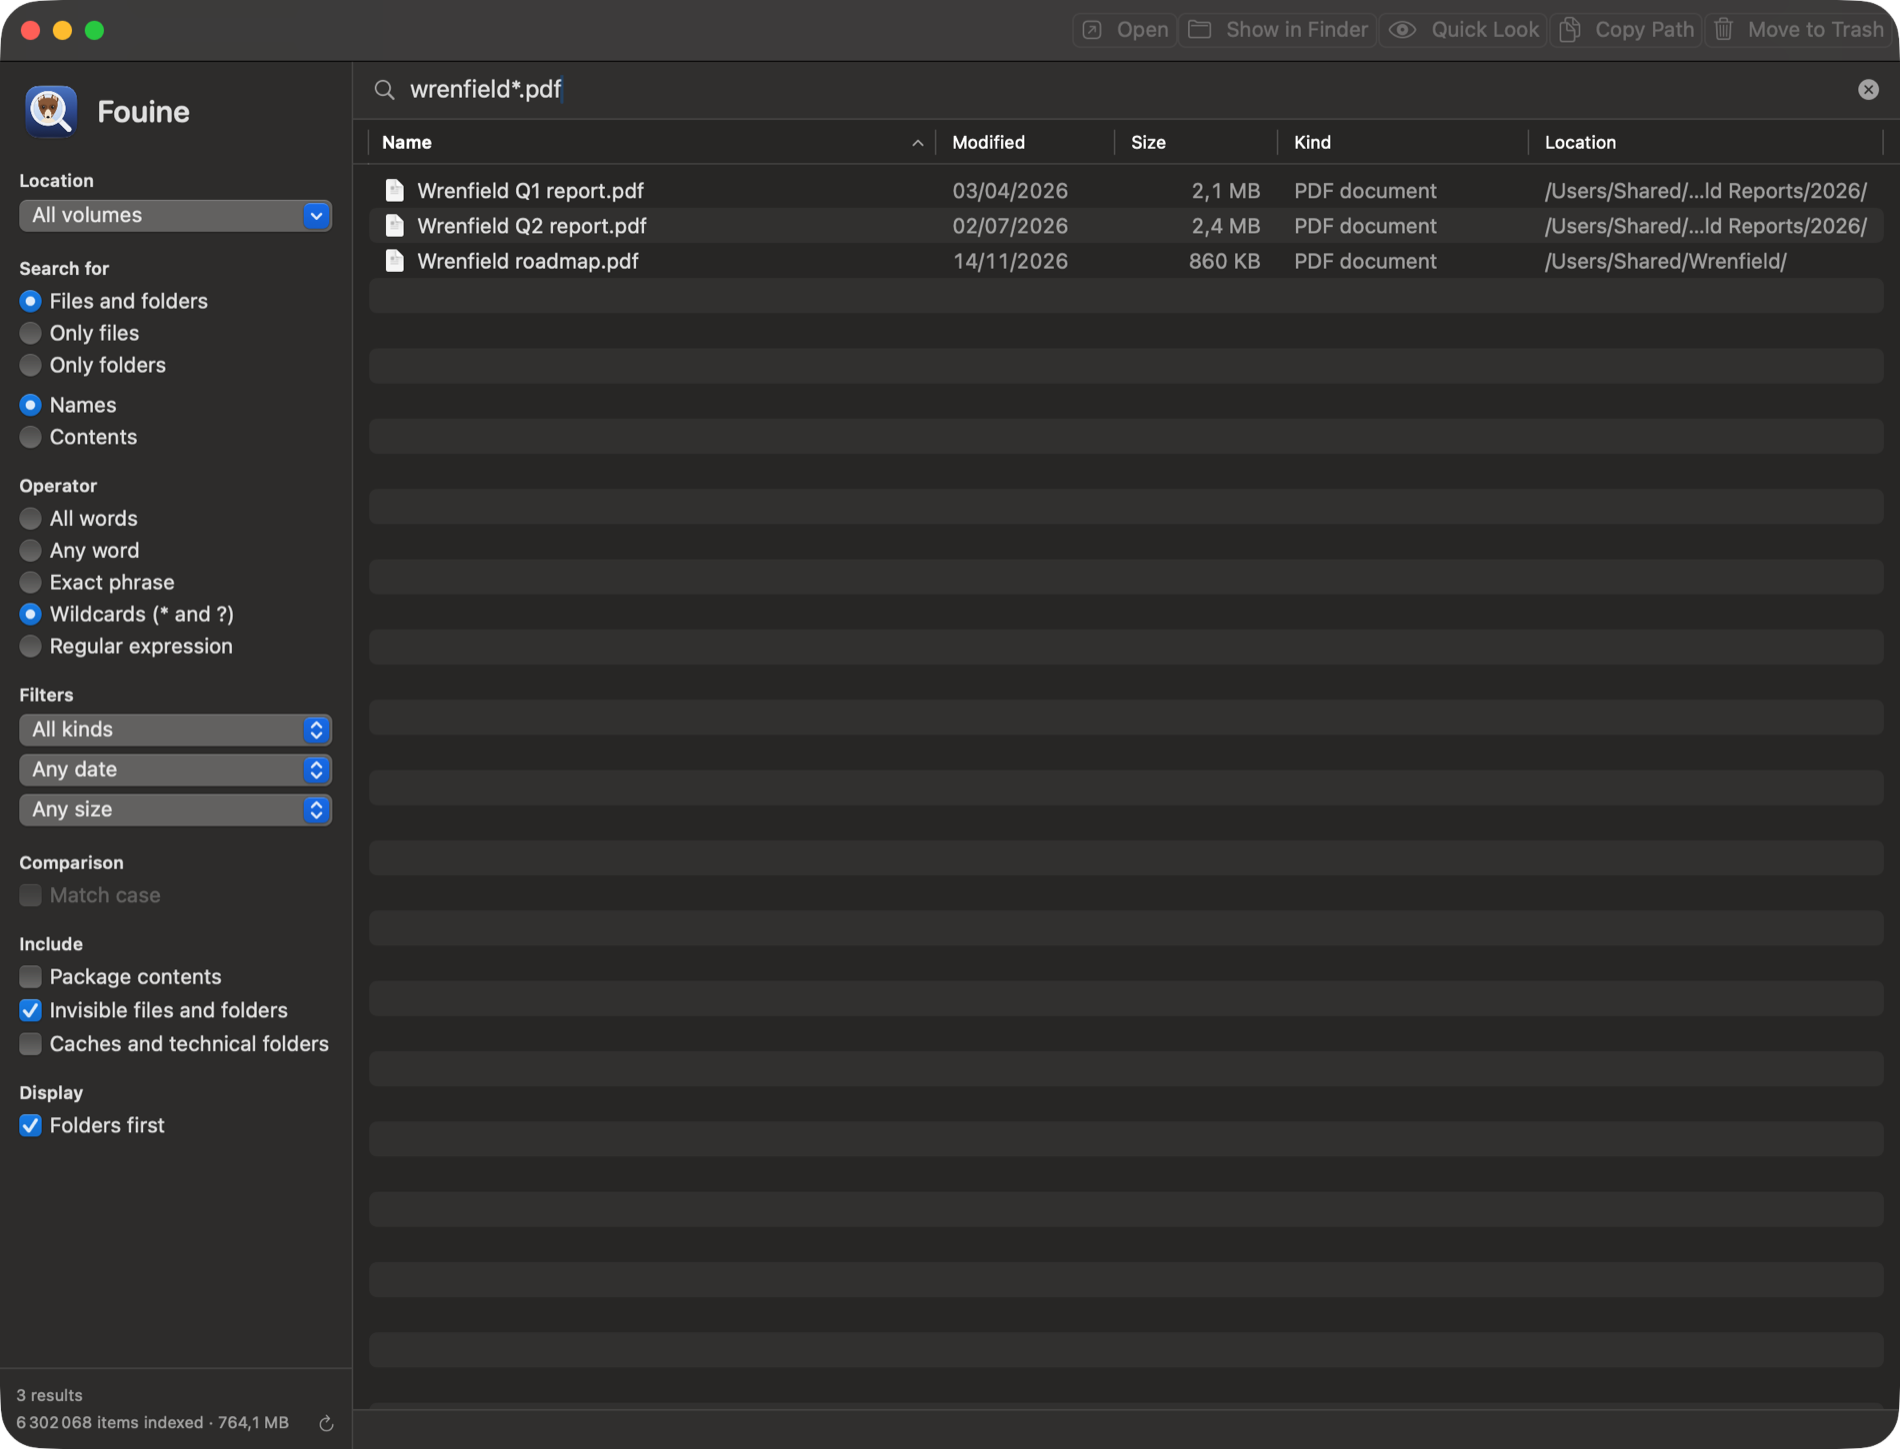 Open Show in Finder Quick Look Copy Path Move to Trash
Fouine
Location
All volumes
Search for
Files and folders
Only files
Only folders
Names
Contents
Operator
All words
Any word
Exact phrase
Wildcards (* and ?)
Regular expression
Filters
All kinds
Any date
Any size
Comparison
Match case
Include
Package contents
Invisible files and folders
Caches and technical folders
Display
Folders first
3 results
6 302 068 items indexed · 764,1 MB
wrenfield*.pdf
Name Modified Size Kind Location
Wrenfield Q1 report.pdf 03/04/2026 2,1 MB PDF document /Users/Shared/...ld Reports/2026/
Wrenfield Q2 report.pdf 02/07/2026 2,4 MB PDF document /Users/Shared/...ld Reports/2026/
Wrenfield roadmap.pdf 14/11/2026 860 KB PDF document /Users/Shared/Wrenfield/